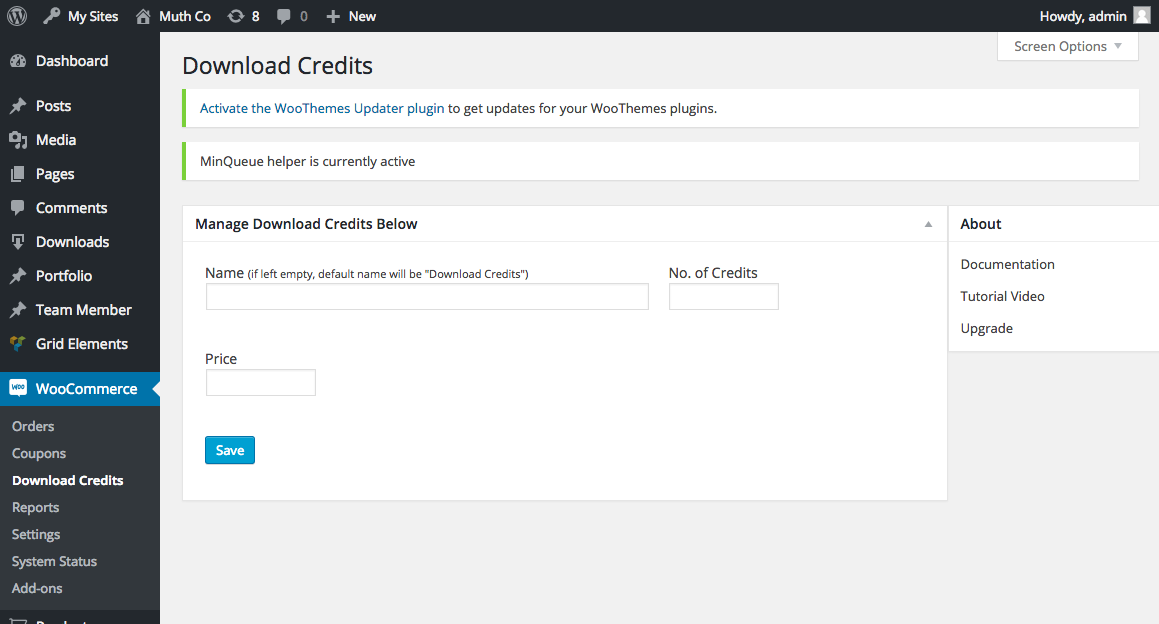 My Sites Muth Co 8 0 New Howdy, admin
Screen Options
Dashboard
Posts
Media
Pages
Comments
Downloads
Portfolio
Team Member
Grid Elements
WooCommerce
Orders
Coupons
Download Credits
Reports
Settings
System Status
Add-ons
Download Credits
Activate the WooThemes Updater plugin to get updates for your WooThemes plugins.
MinQueue helper is currently active
Manage Download Credits Below
Name (if left empty, default name will be "Download Credits")
No. of Credits
Price
Save
About
Documentation
Tutorial Video
Upgrade